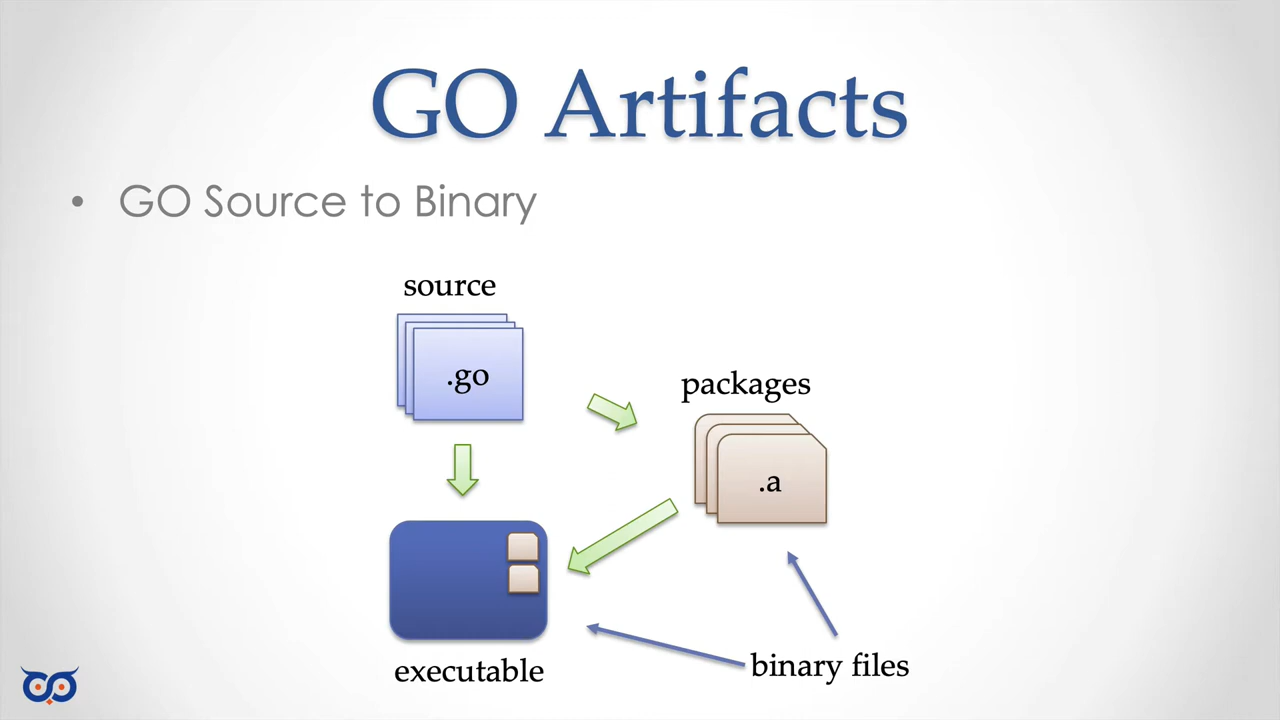 GO Artifacts
• GO Source to Binary
source
.go
packages
.a
executable
binary files